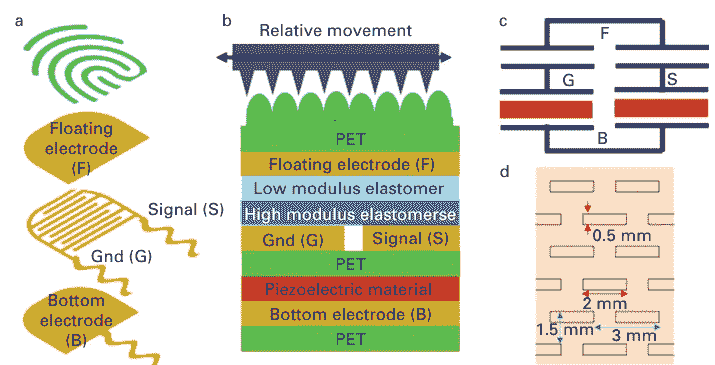 a
Floating
electrode
(F)
Signal (S)
Gnd (G)
Bottom
electrode
(B)
b
Relative movement
PET
Floating electrode (F)
Low modulus elastomer
High modulus elastomerse
Gnd (G)
Signal (S)
PET
Piezoelectric material
Bottom electrode (B)
PET
c
F
G
S
B
d
0.5 mm
2 mm
1.5 mm
3 mm